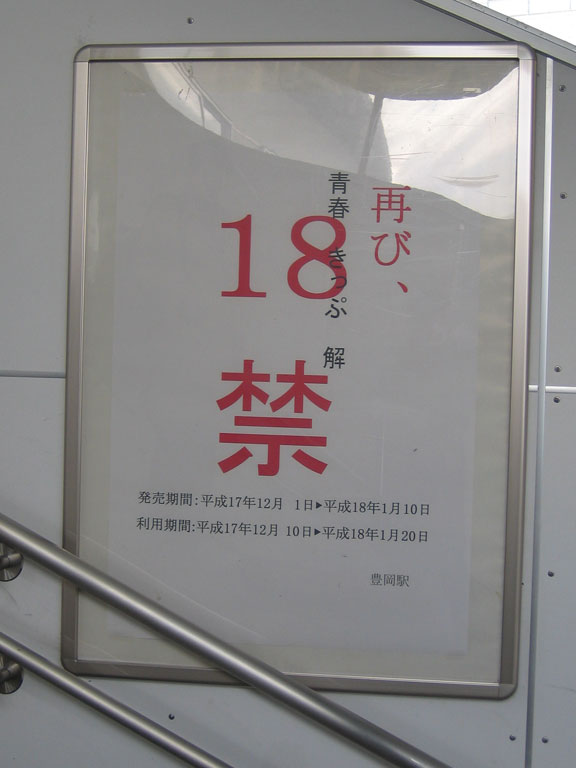 再び、
青春18きっぷ解禁
発売期間:平成17年12月 1日▶平成18年1月10日
利用期間:平成17年12月 10日▶平成18年1月20日
豊岡駅